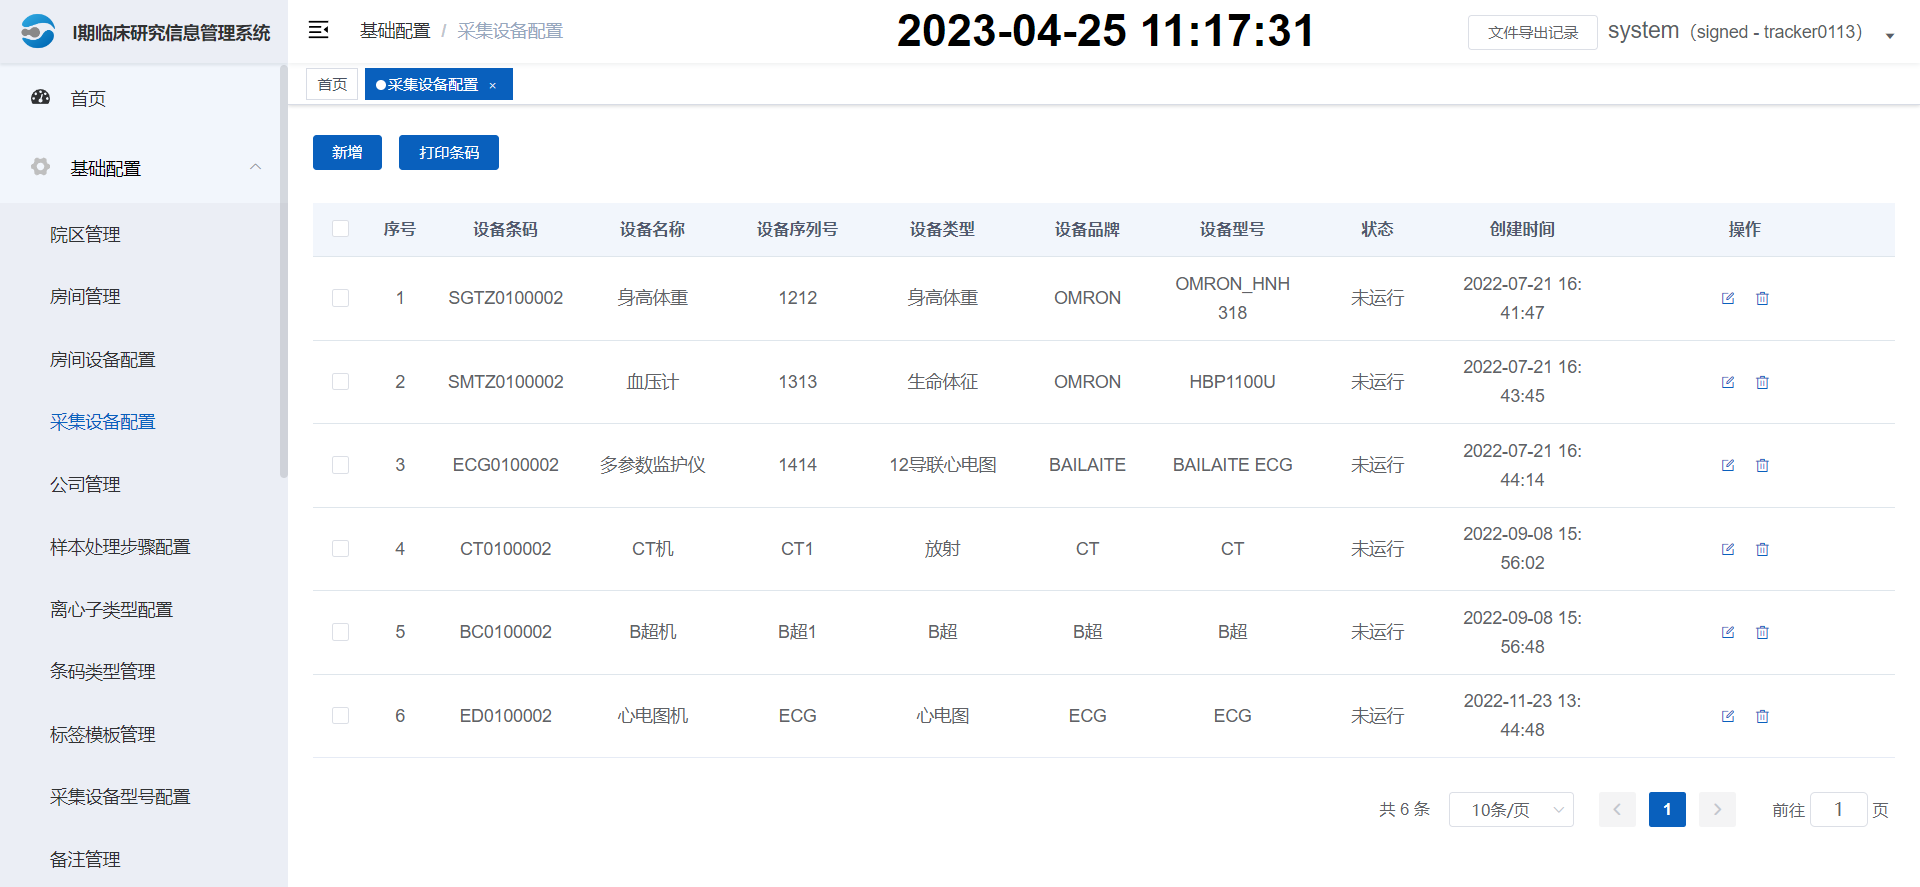 I期临床研究信息管理系统
基础配置 / 采集设备配置
2023-04-25 11:17:31
文件导出记录
system（signed - tracker0113）
首页
基础配置
院区管理
房间管理
房间设备配置
采集设备配置
公司管理
样本处理步骤配置
离心子类型配置
条码类型管理
标签模板管理
采集设备型号配置
备注管理
首页 采集设备配置 ×
新增 打印条码
序号 设备条码 设备名称 设备序列号 设备类型 设备品牌 设备型号 状态 创建时间 操作
1 SGTZ0100002 身高体重 1212 身高体重 OMRON OMRON_HNH318 未运行 2022-07-21 16:41:47
2 SMTZ0100002 血压计 1313 生命体征 OMRON HBP1100U 未运行 2022-07-21 16:43:45
3 ECG0100002 多参数监护仪 1414 12导联心电图 BAILAITE BAILAITE ECG 未运行 2022-07-21 16:44:14
4 CT0100002 CT机 CT1 放射 CT CT 未运行 2022-09-08 15:56:02
5 BC0100002 B超机 B超1 B超 B超 B超 未运行 2022-09-08 15:56:48
6 ED0100002 心电图机 ECG 心电图 ECG ECG 未运行 2022-11-23 13:44:48
共 6 条 10条/页 1 前往 1 页